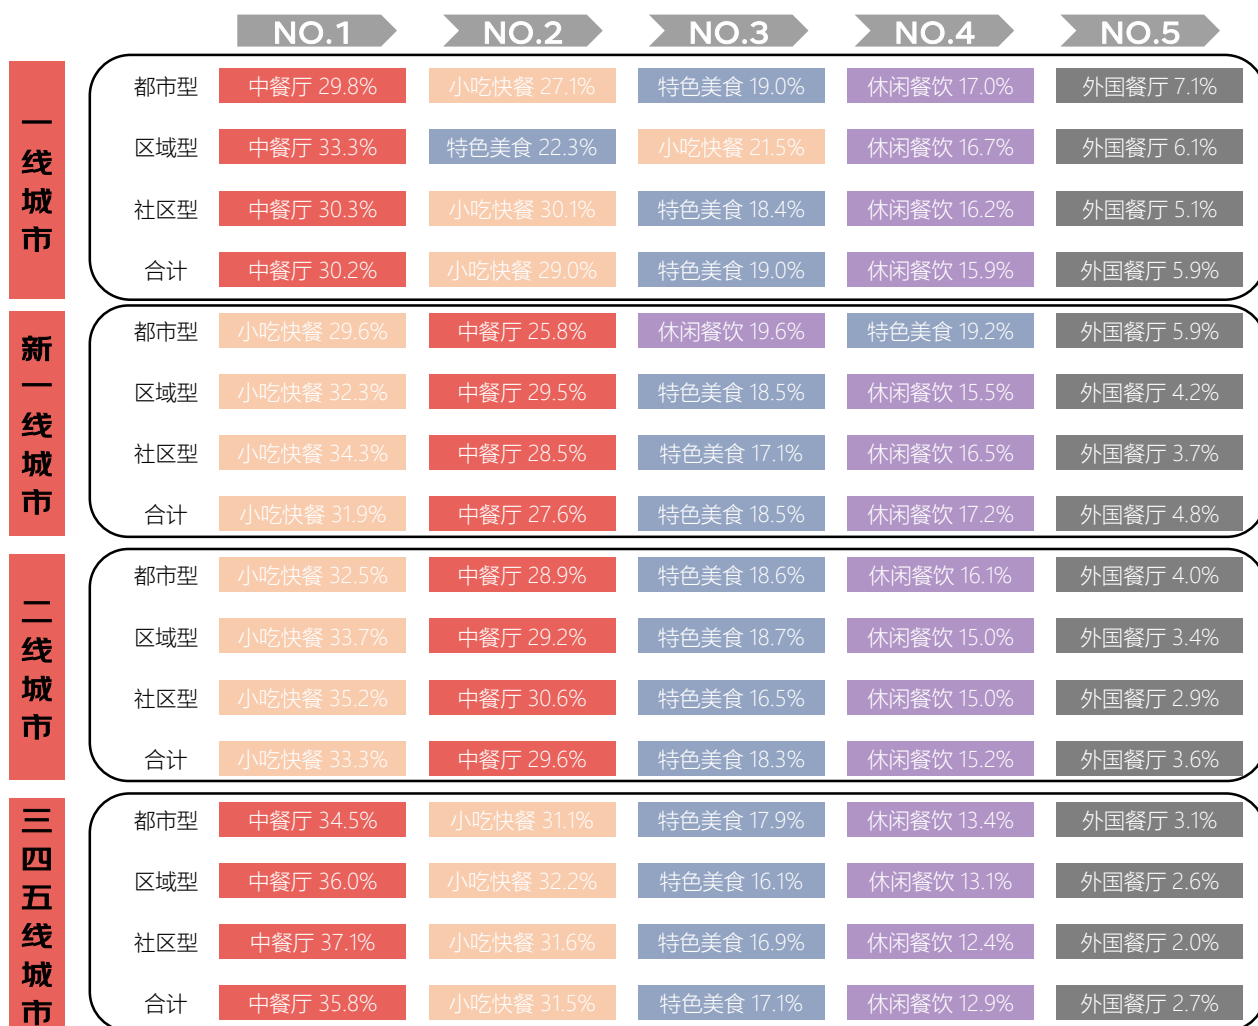 NO.1 NO.2 NO.3 NO.4 NO.5
一线城市
都市型 中餐厅 29.8% 小吃快餐 27.1% 特色美食 19.0% 休闲餐饮 17.0% 外国餐厅 7.1%
区域型 中餐厅 33.3% 特色美食 22.3% 小吃快餐 21.5% 休闲餐饮 16.7% 外国餐厅 6.1%
社区型 中餐厅 30.3% 小吃快餐 30.1% 特色美食 18.4% 休闲餐饮 16.2% 外国餐厅 5.1%
合计 中餐厅 30.2% 小吃快餐 29.0% 特色美食 19.0% 休闲餐饮 15.9% 外国餐厅 5.9%
新一线城市
都市型 小吃快餐 29.6% 中餐厅 25.8% 休闲餐饮 19.6% 特色美食 19.2% 外国餐厅 5.9%
区域型 小吃快餐 32.3% 中餐厅 29.5% 特色美食 18.5% 休闲餐饮 15.5% 外国餐厅 4.2%
社区型 小吃快餐 34.3% 中餐厅 28.5% 特色美食 17.1% 休闲餐饮 16.5% 外国餐厅 3.7%
合计 小吃快餐 31.9% 中餐厅 27.6% 特色美食 18.5% 休闲餐饮 17.2% 外国餐厅 4.8%
二线城市
都市型 小吃快餐 32.5% 中餐厅 28.9% 特色美食 18.6% 休闲餐饮 16.1% 外国餐厅 4.0%
区域型 小吃快餐 33.7% 中餐厅 29.2% 特色美食 18.7% 休闲餐饮 15.0% 外国餐厅 3.4%
社区型 小吃快餐 35.2% 中餐厅 30.6% 特色美食 16.5% 休闲餐饮 15.0% 外国餐厅 2.9%
合计 小吃快餐 33.3% 中餐厅 29.6% 特色美食 18.3% 休闲餐饮 15.2% 外国餐厅 3.6%
三四五线城市
都市型 中餐厅 34.5% 小吃快餐 31.1% 特色美食 17.9% 休闲餐饮 13.4% 外国餐厅 3.1%
区域型 中餐厅 36.0% 小吃快餐 32.2% 特色美食 16.1% 休闲餐饮 13.1% 外国餐厅 2.6%
社区型 中餐厅 37.1% 小吃快餐 31.6% 特色美食 16.9% 休闲餐饮 12.4% 外国餐厅 2.0%
合计 中餐厅 35.8% 小吃快餐 31.5% 特色美食 17.1% 休闲餐饮 12.9% 外国餐厅 2.7%